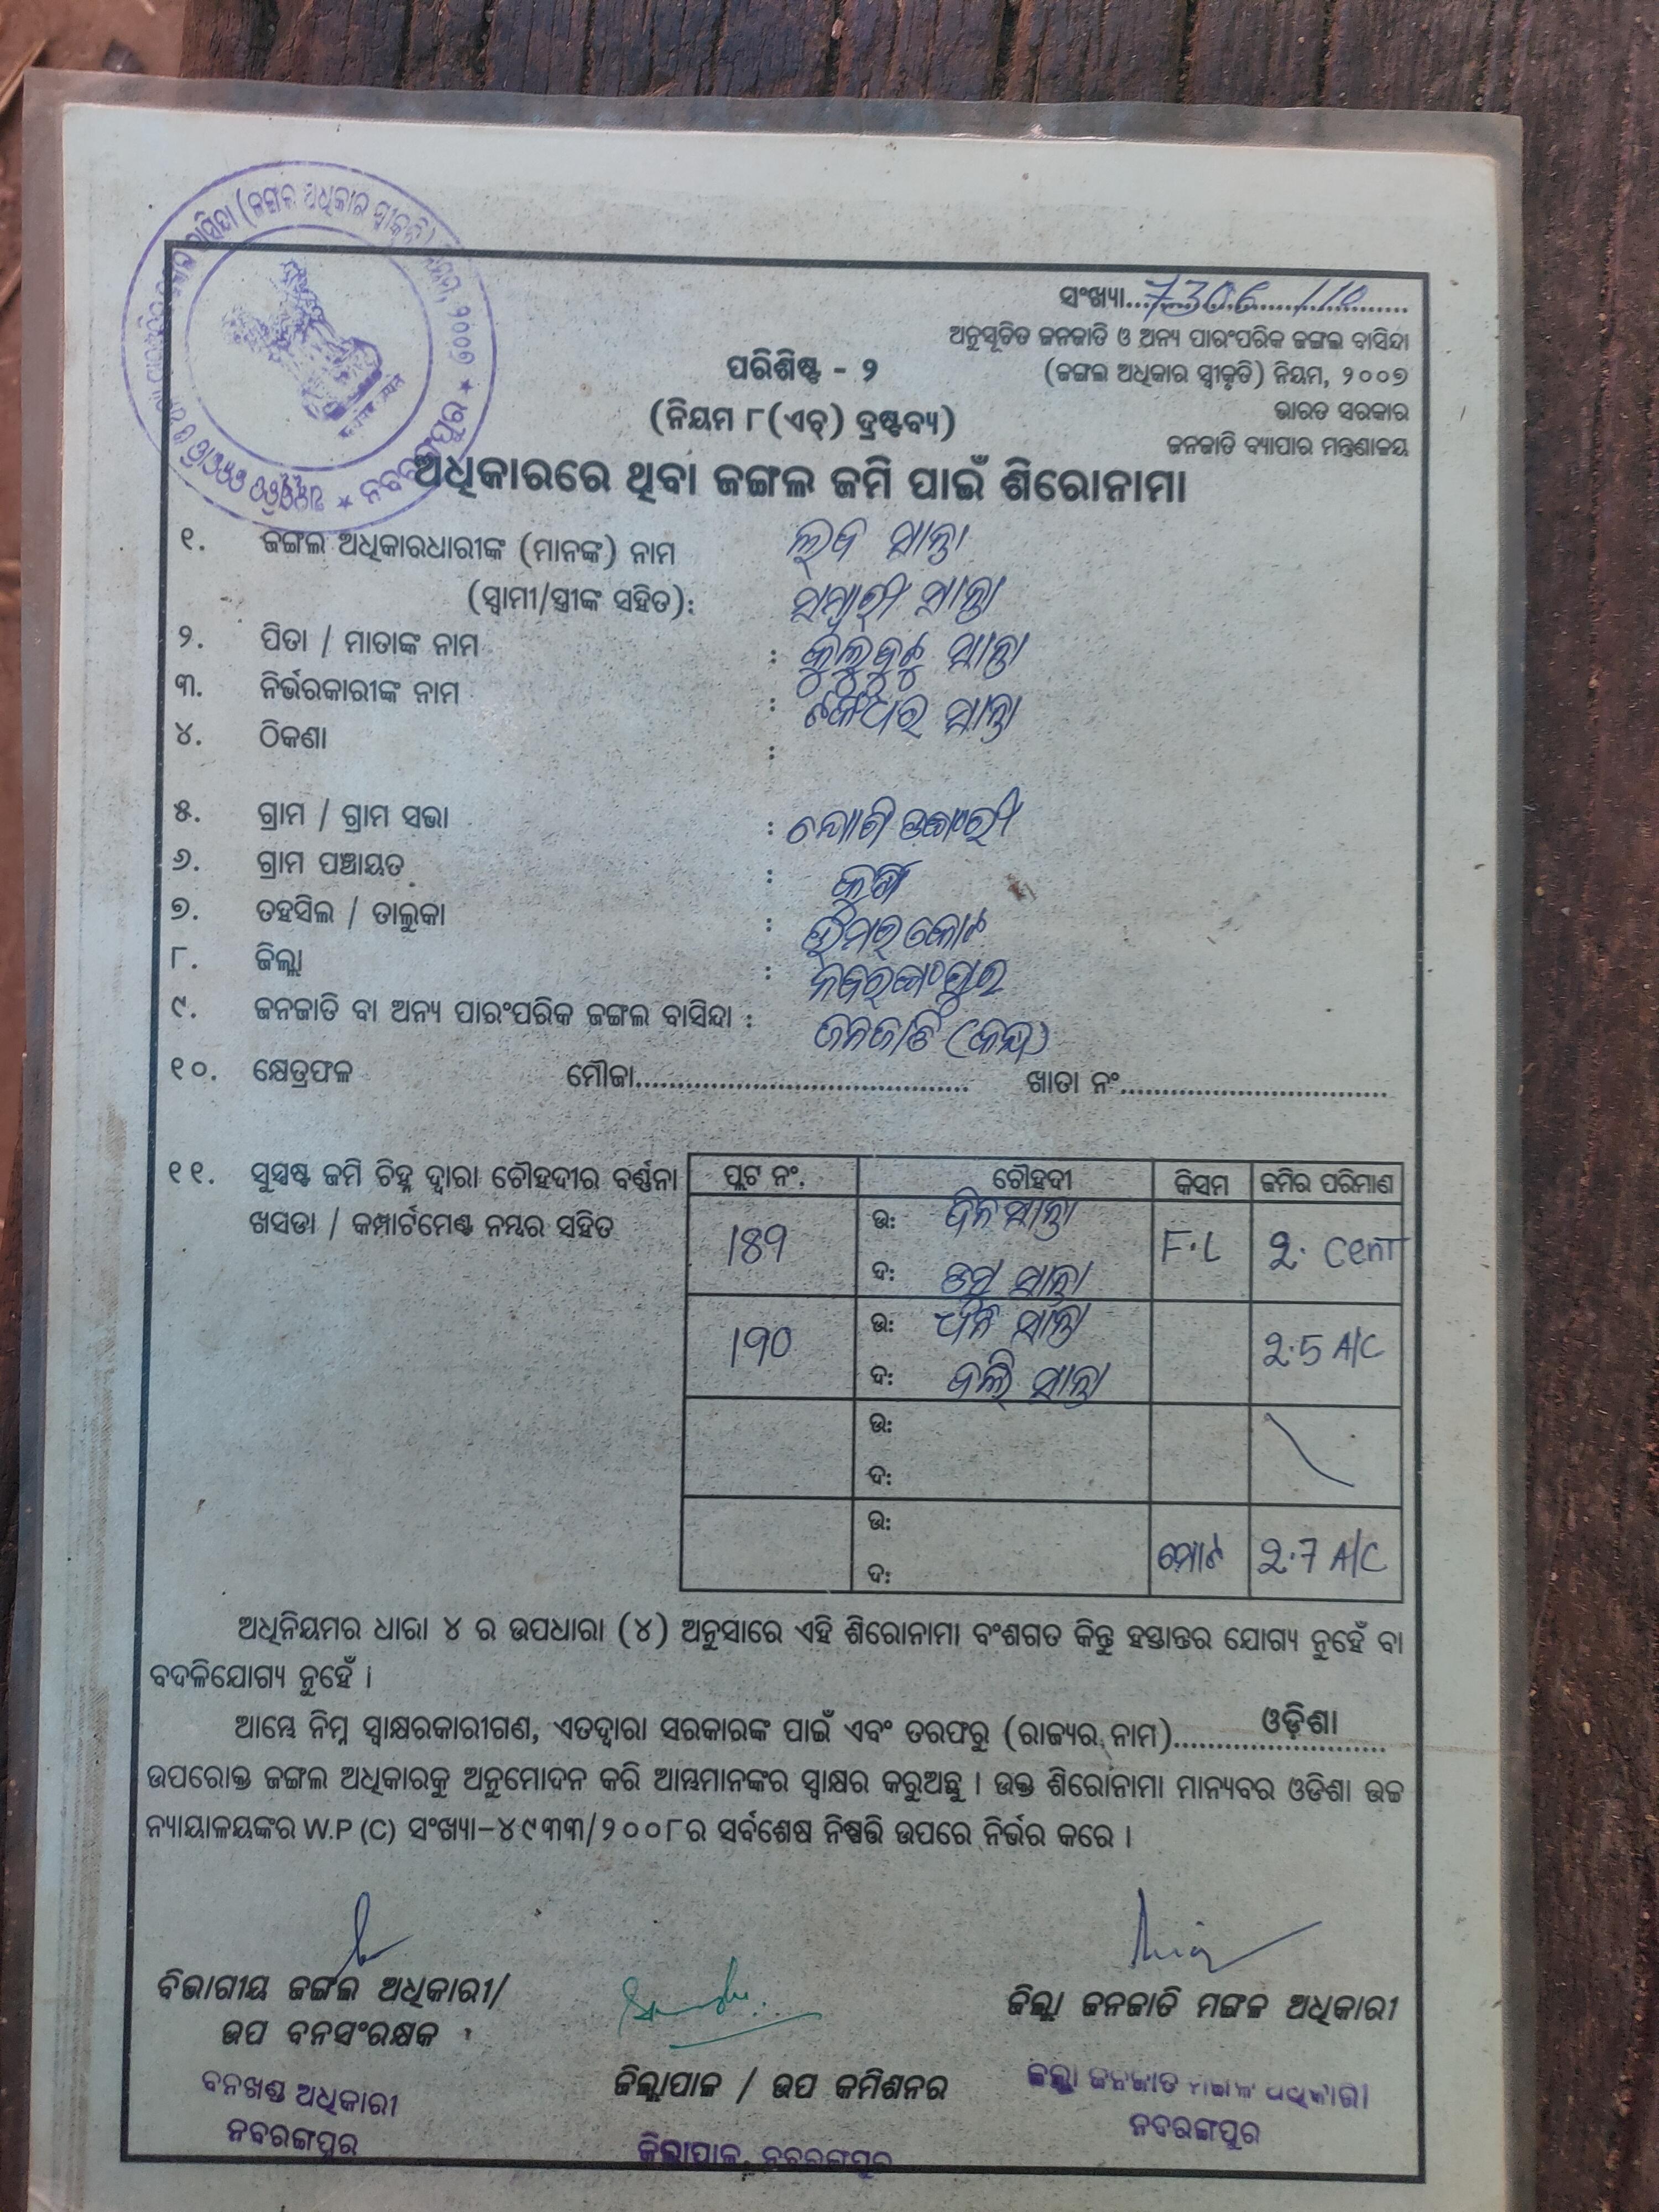 ସଂଖ୍ୟା...7306/10
ଅନୁସୂଚିତ ଜନଜାତି ଓ ଅନ୍ୟ ପାରଂପରିକ ଜଙ୍ଗଲ ବାସିନ୍ଦା
(ଜଙ୍ଗଲ ଅଧିକାର ସ୍ୱୀକୃତି) ନିୟମ, ୨୦୦୭
ଭାରତ ସରକାର
ଜନଜାତି ବ୍ୟାପାର ମନ୍ତ୍ରଣାଳୟ
ପରିଶିଷ୍ଟ - ୨
(ନିୟମ ୮(ଏଚ୍) ଦ୍ରଷ୍ଟବ୍ୟ)
ଅଧିକାରରେ ଥିବା ଜଙ୍ଗଲ ଜମି ପାଇଁ ଶିରୋନାମା
୧. ଜଙ୍ଗଲ ଅଧିକାରଧାରୀଙ୍କ (ମାନଙ୍କ) ନାମ ଲବ ସାନ୍ତା
(ସ୍ୱାମୀ/ସ୍ତ୍ରୀଙ୍କ ସହିତ): ସମ୍ବାରୀ ସାନ୍ତା
୨. ପିତା / ମାତାଙ୍କ ନାମ : ସାନ୍ତା
୩. ନିର୍ଭରକାରୀଙ୍କ ନାମ : ସାନ୍ତା
୪. ଠିକଣା :
୫. ଗ୍ରାମ / ଗ୍ରାମ ସଭା :
୬. ଗ୍ରାମ ପଞ୍ଚାୟତ :
୭. ତହସିଲ / ତାଲୁକା : ଉମରକୋଟ
୮. ଜିଲ୍ଲା : ନବରଙ୍ଗପୁର
୯. ଜନଜାତି ବା ଅନ୍ୟ ପାରଂପରିକ ଜଙ୍ଗଲ ବାସିନ୍ଦା : ଜନଜାତି (କନ୍ଧ)
୧୦. କ୍ଷେତ୍ରଫଳ ମୌଜା........ ଖାତା ନଂ........
୧୧. ସୁସ୍ପଷ୍ଟ ଜମି ଚିହ୍ନ ଦ୍ୱାରା ଚୌହଦୀର ବର୍ଣ୍ଣନା
ଖସଡା / କମ୍ପାର୍ଟମେଣ୍ଟ ନମ୍ବର ସହିତ
ପ୍ଲଟ ନଂ. ଚୌହଦୀ କିସମ ଜମିର ପରିମାଣ
ଉ: ସାନ୍ତା
ଦ: ସାନ୍ତା F.L 2. Cent
ଉ: ସାନ୍ତା
ଦ: ବଲି ସାନ୍ତା 2.5 A/C
ଉ:
ଦ:
ଉ:
ଦ: ମୋଟ 2.7 A/C
ଅଧିନିୟମର ଧାରା ୪ ର ଉପଧାରା (୪) ଅନୁସାରେ ଏହି ଶିରୋନାମା ବଂଶଗତ କିନ୍ତୁ ହସ୍ତାନ୍ତର ଯୋଗ୍ୟ ନୁହେଁ ବା
ବଦଳିଯୋଗ୍ୟ ନୁହେଁ ।
ଆମ୍ଭେ ନିମ୍ନ ସ୍ୱାକ୍ଷରକାରୀଗଣ, ଏତଦ୍ୱାରା ସରକାରଙ୍କ ପାଇଁ ଏବଂ ତରଫରୁ (ରାଜ୍ୟର ନାମ)........ଓଡ଼ିଶା
ଉପରୋକ୍ତ ଜଙ୍ଗଲ ଅଧିକାରକୁ ଅନୁମୋଦନ କରି ଆମ୍ଭମାନଙ୍କର ସ୍ୱାକ୍ଷର କରୁଅଛୁ । ଉକ୍ତ ଶିରୋନାମା ମାନ୍ୟବର ଓଡିଶା ଉଚ୍ଚ
ନ୍ୟାୟାଳୟଙ୍କର W.P (C) ସଂଖ୍ୟା-୪୯୩୩/୨୦୦୮ର ସର୍ବଶେଷ ନିଷ୍ପତ୍ତି ଉପରେ ନିର୍ଭର କରେ ।
ବିଭାଗୀୟ ଜଙ୍ଗଲ ଅଧିକାରୀ/
ଉପ ବନସଂରକ୍ଷକ
ବନଖଣ୍ଡ ଅଧିକାରୀ
ନବରଙ୍ଗପୁର
ଜିଲ୍ଲାପାଳ / ଉପ କମିଶନର
ଜିଲ୍ଲାପାଳ, ନବରଙ୍ଗପୁର
ଜିଲ୍ଲା ଜନଜାତି ମଙ୍ଗଳ ଅଧିକାରୀ
ଜିଲ୍ଲା ଜନଜାତି ମଙ୍ଗଳ ଅଧିକାରୀ
ନବରଙ୍ଗପୁର